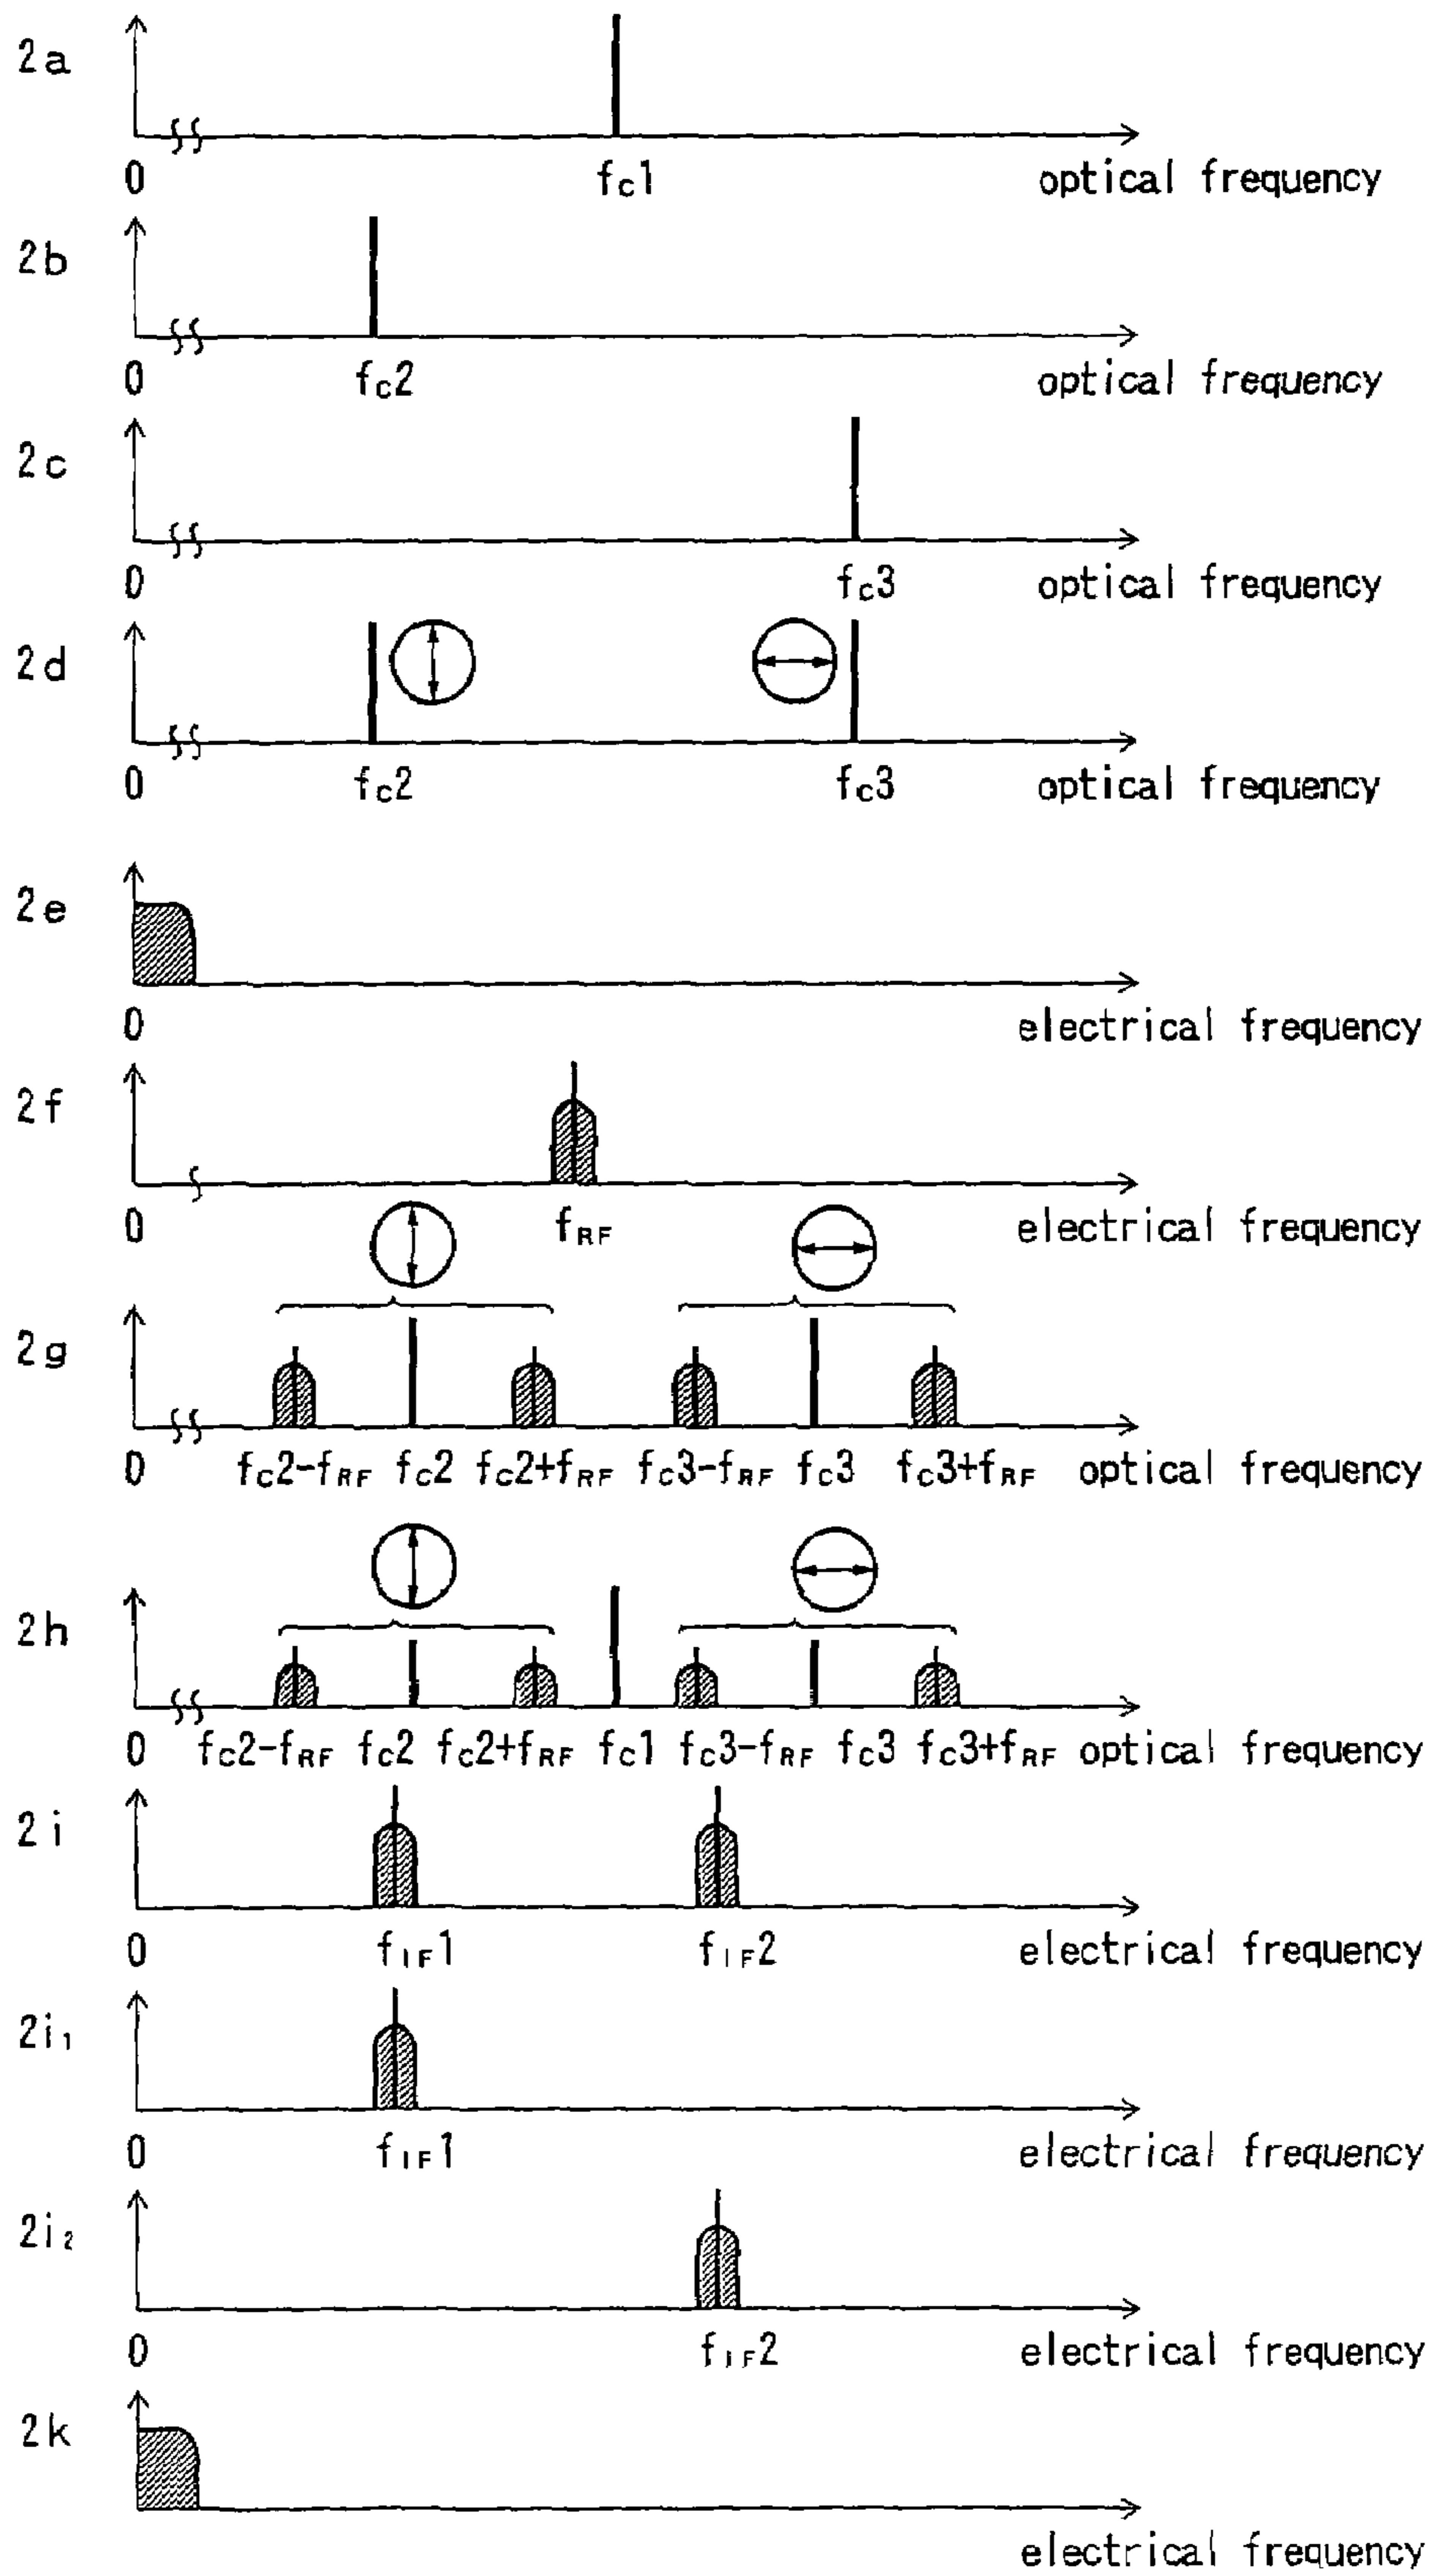 2a
0 fc1 optical frequency
2b
0 fc2 optical frequency
2c
0 fc3 optical frequency
2d
0 fc2 fc3 optical frequency
2e
0 electrical frequency
2f
0 fRF electrical frequency
2g
0 fc2-fRF fc2 fc2+fRF fc3-fRF fc3 fc3+fRF optical frequency
2h
0 fc2-fRF fc2 fc2+fRF fc1 fc3-fRF fc3 fc3+fRF optical frequency
2i
0 fIF1 fIF2 electrical frequency
2i1
0 fIF1 electrical frequency
2i2
0 fIF2 electrical frequency
2k
electrical frequency